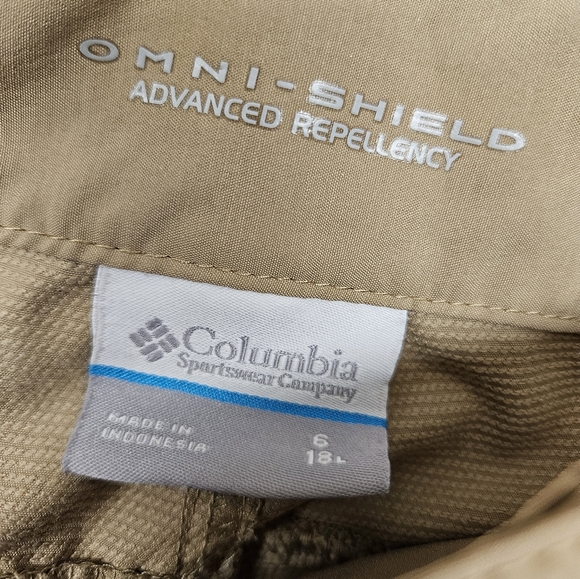 OMNI-SHIELD
ADVANCED REPELLENCY
Columbia
Sportswear Company
MADE IN
INDONESIA
6
18L